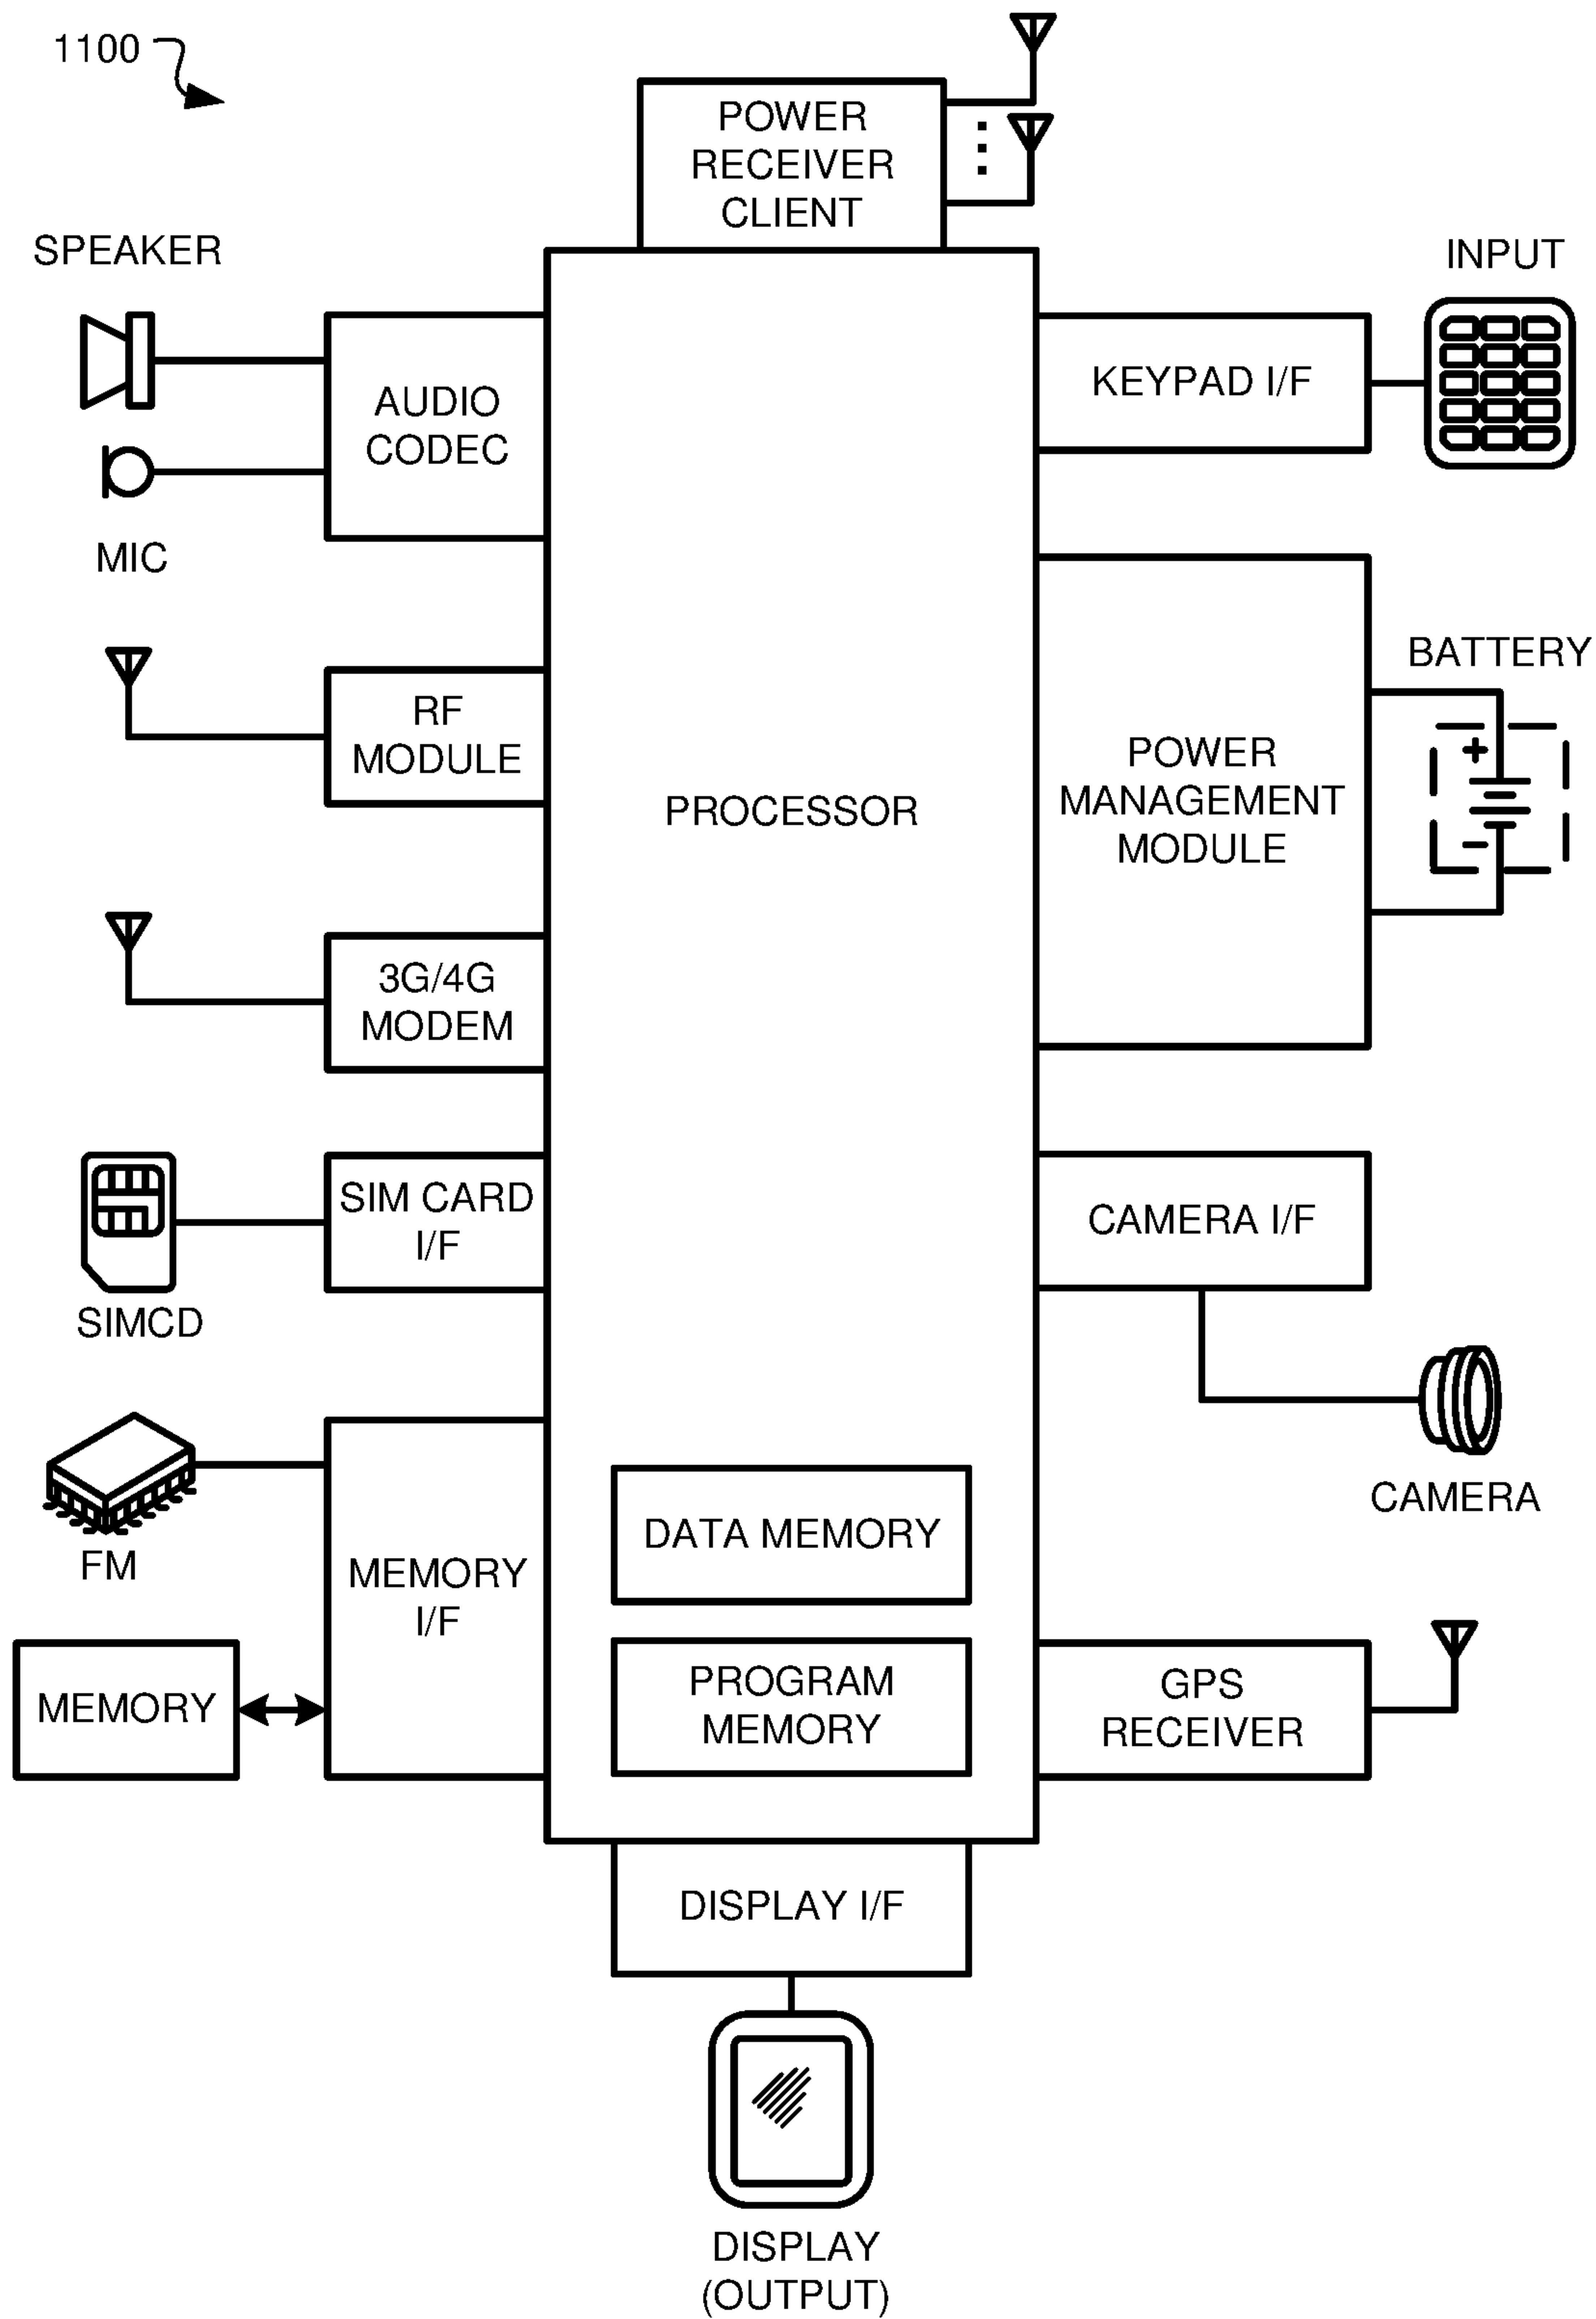 1100
POWER
RECEIVER
CLIENT
SPEAKER
INPUT
AUDIO
CODEC
KEYPAD I/F
MIC
BATTERY
RF
MODULE
PROCESSOR
POWER
MANAGEMENT
MODULE
+
-
3G/4G
MODEM
SIM CARD
I/F
SIMCD
CAMERA I/F
CAMERA
FM
MEMORY
I/F
DATA MEMORY
MEMORY
PROGRAM
MEMORY
GPS
RECEIVER
DISPLAY I/F
DISPLAY
(OUTPUT)